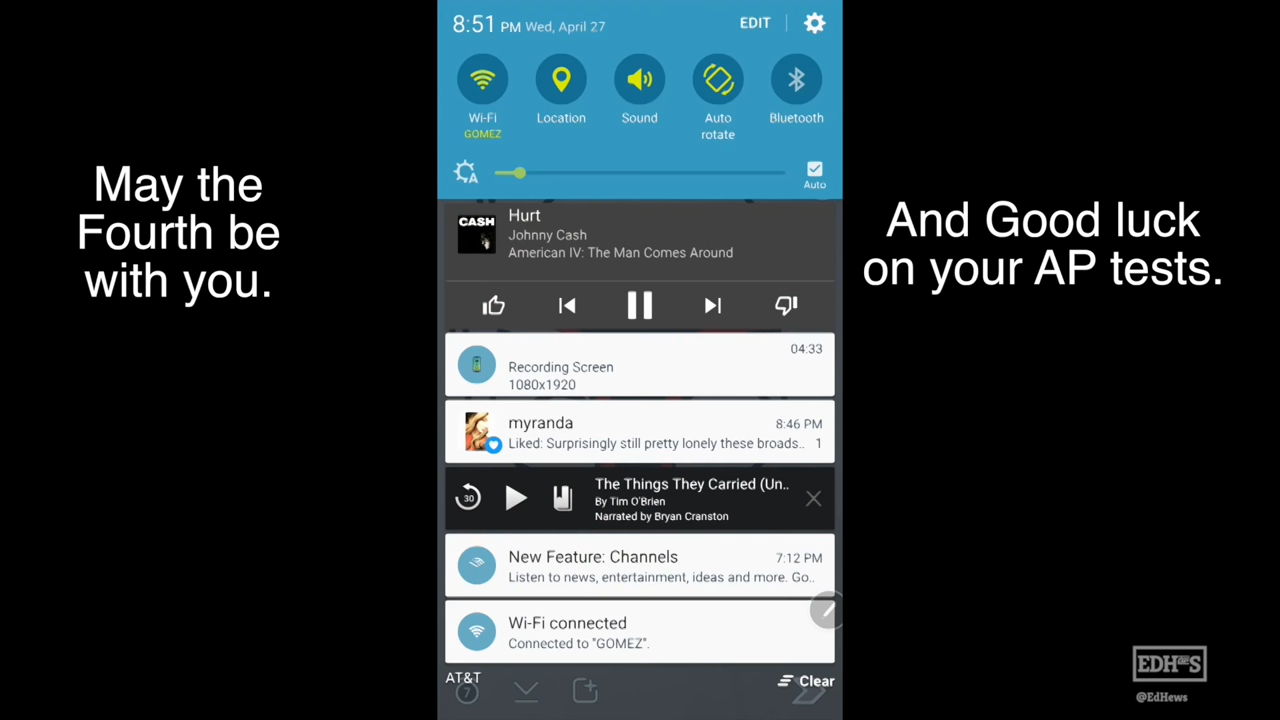 May the
Fourth be
with you.
8:51 PM Wed, April 27
EDIT
Wi-Fi
GOMEZ
Location
Sound
Auto
rotate
Bluetooth
A
Auto
CASH
Hurt
Johnny Cash
American IV: The Man Comes Around
04:33
Recording Screen
1080x1920
myranda
8:46 PM
Liked: Surprisingly still pretty lonely these broads..
1
30
The Things They Carried (Un..
By Tim O'Brien
Narrated by Bryan Cranston
New Feature: Channels
7:12 PM
Listen to news, entertainment, ideas and more. Go..
Wi-Fi connected
Connected to "GOMEZ".
AT&T
7
Clear
And Good luck
on your AP tests.
@EdHews